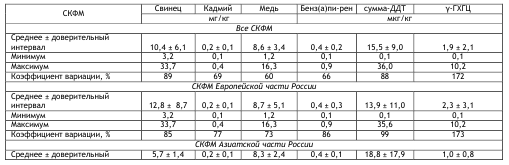 СКФМ Свинец Кадмий Медь Бенз(а)пи-рен сумма-ДДТ γ-ГХГЦ
мг/кг мкг/кг
Все СКФМ
Среднее ± доверительный
интервал 10,4 ± 6,1 0,2 ± 0,1 8,6 ± 3,4 0,4 ± 0,2 15,5 ± 9,0 1,9 ± 2,1
Минимум 3,2 0,1 1,2 0,1 0,1 0,1
Максимум 33,7 0,4 16,3 0,9 36,0 10,2
Коэффициент вариации, % 89 69 60 66 88 172
СКФМ Европейской части России
Среднее ± доверительный
интервал 12,8 ± 8,7 0,2 ± 0,1 8,7 ± 5,1 0,4 ± 0,3 13,9 ± 11,0 2,3 ± 3,1
Минимум 3,2 0,1 1,2 0,1 0,1 0,1
Максимум 33,7 0,4 16,3 0,9 35,6 10,2
Коэффициент вариации, % 85 77 73 86 99 173
СКФМ Азиатской части России
Среднее ± доверительный 5,7 ± 1,4 0,2 ± 0,1 8,3 ± 2,4 0,4 ± 0,1 18,8 ± 17,9 1,0 ± 0,8